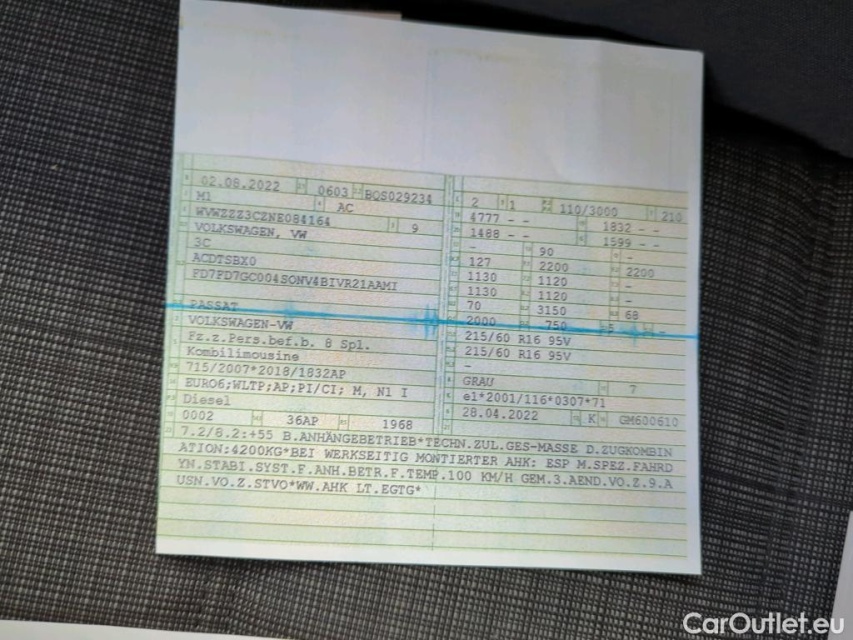 02.08.2022 0603 BQS029234
M1 AC
WVWZZZ3CZNE084164 9
VOLKSWAGEN, VW
3C
ACDTSBX0
FD7FD7GC004SONV4BIVR21AAMI
PASSAT
VOLKSWAGEN-VW
Fz.z.Pers.bef.b. 8 Spl.
Kombilimousine
715/2007*2018/1832AP
EURO6;WLTP;AP;PI/CI; M, N1 I
Diesel
0002 36AP 1968
2 1 110/3000 210
4777 - - 1832 - -
1488 - - 1599 - -
- 90 -
127 2200 2200
1130 1120 -
1130 1120 -
70 3150 68
2000 750 5 -
215/60 R16 95V
215/60 R16 95V
-
GRAU 7
e1*2001/116*0307*71
28.04.2022 K GM600610
7.2/8.2:+55 B.ANHÄNGEBETRIEB*TECHN.ZUL.GES-MASSE D.ZUGKOMBIN
ATION:4200KG*BEI WERKSEITIG MONTIERTER AHK: ESP M.SPEZ.FAHRD
YN.STABI.SYST.F.ANH.BETR.F.TEMP.100 KM/H GEM.3.AEND.VO.Z.9.A
USN.VO.Z.STVO*WW.AHK LT.EGTG*
CarOutlet.eu